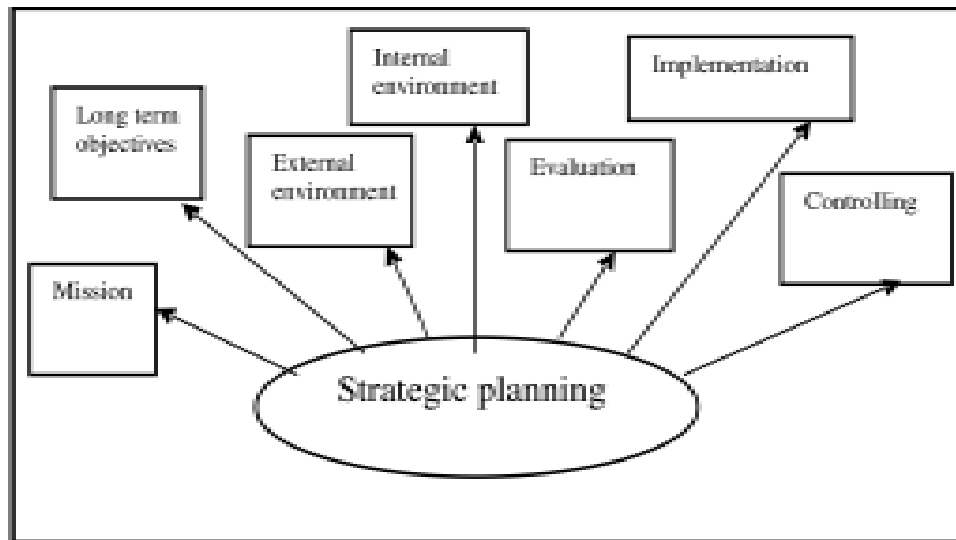 Internal
environment
Implementation
Long term
objectives
External
environment
Evaluation
Controlling
Mission
Strategic planning